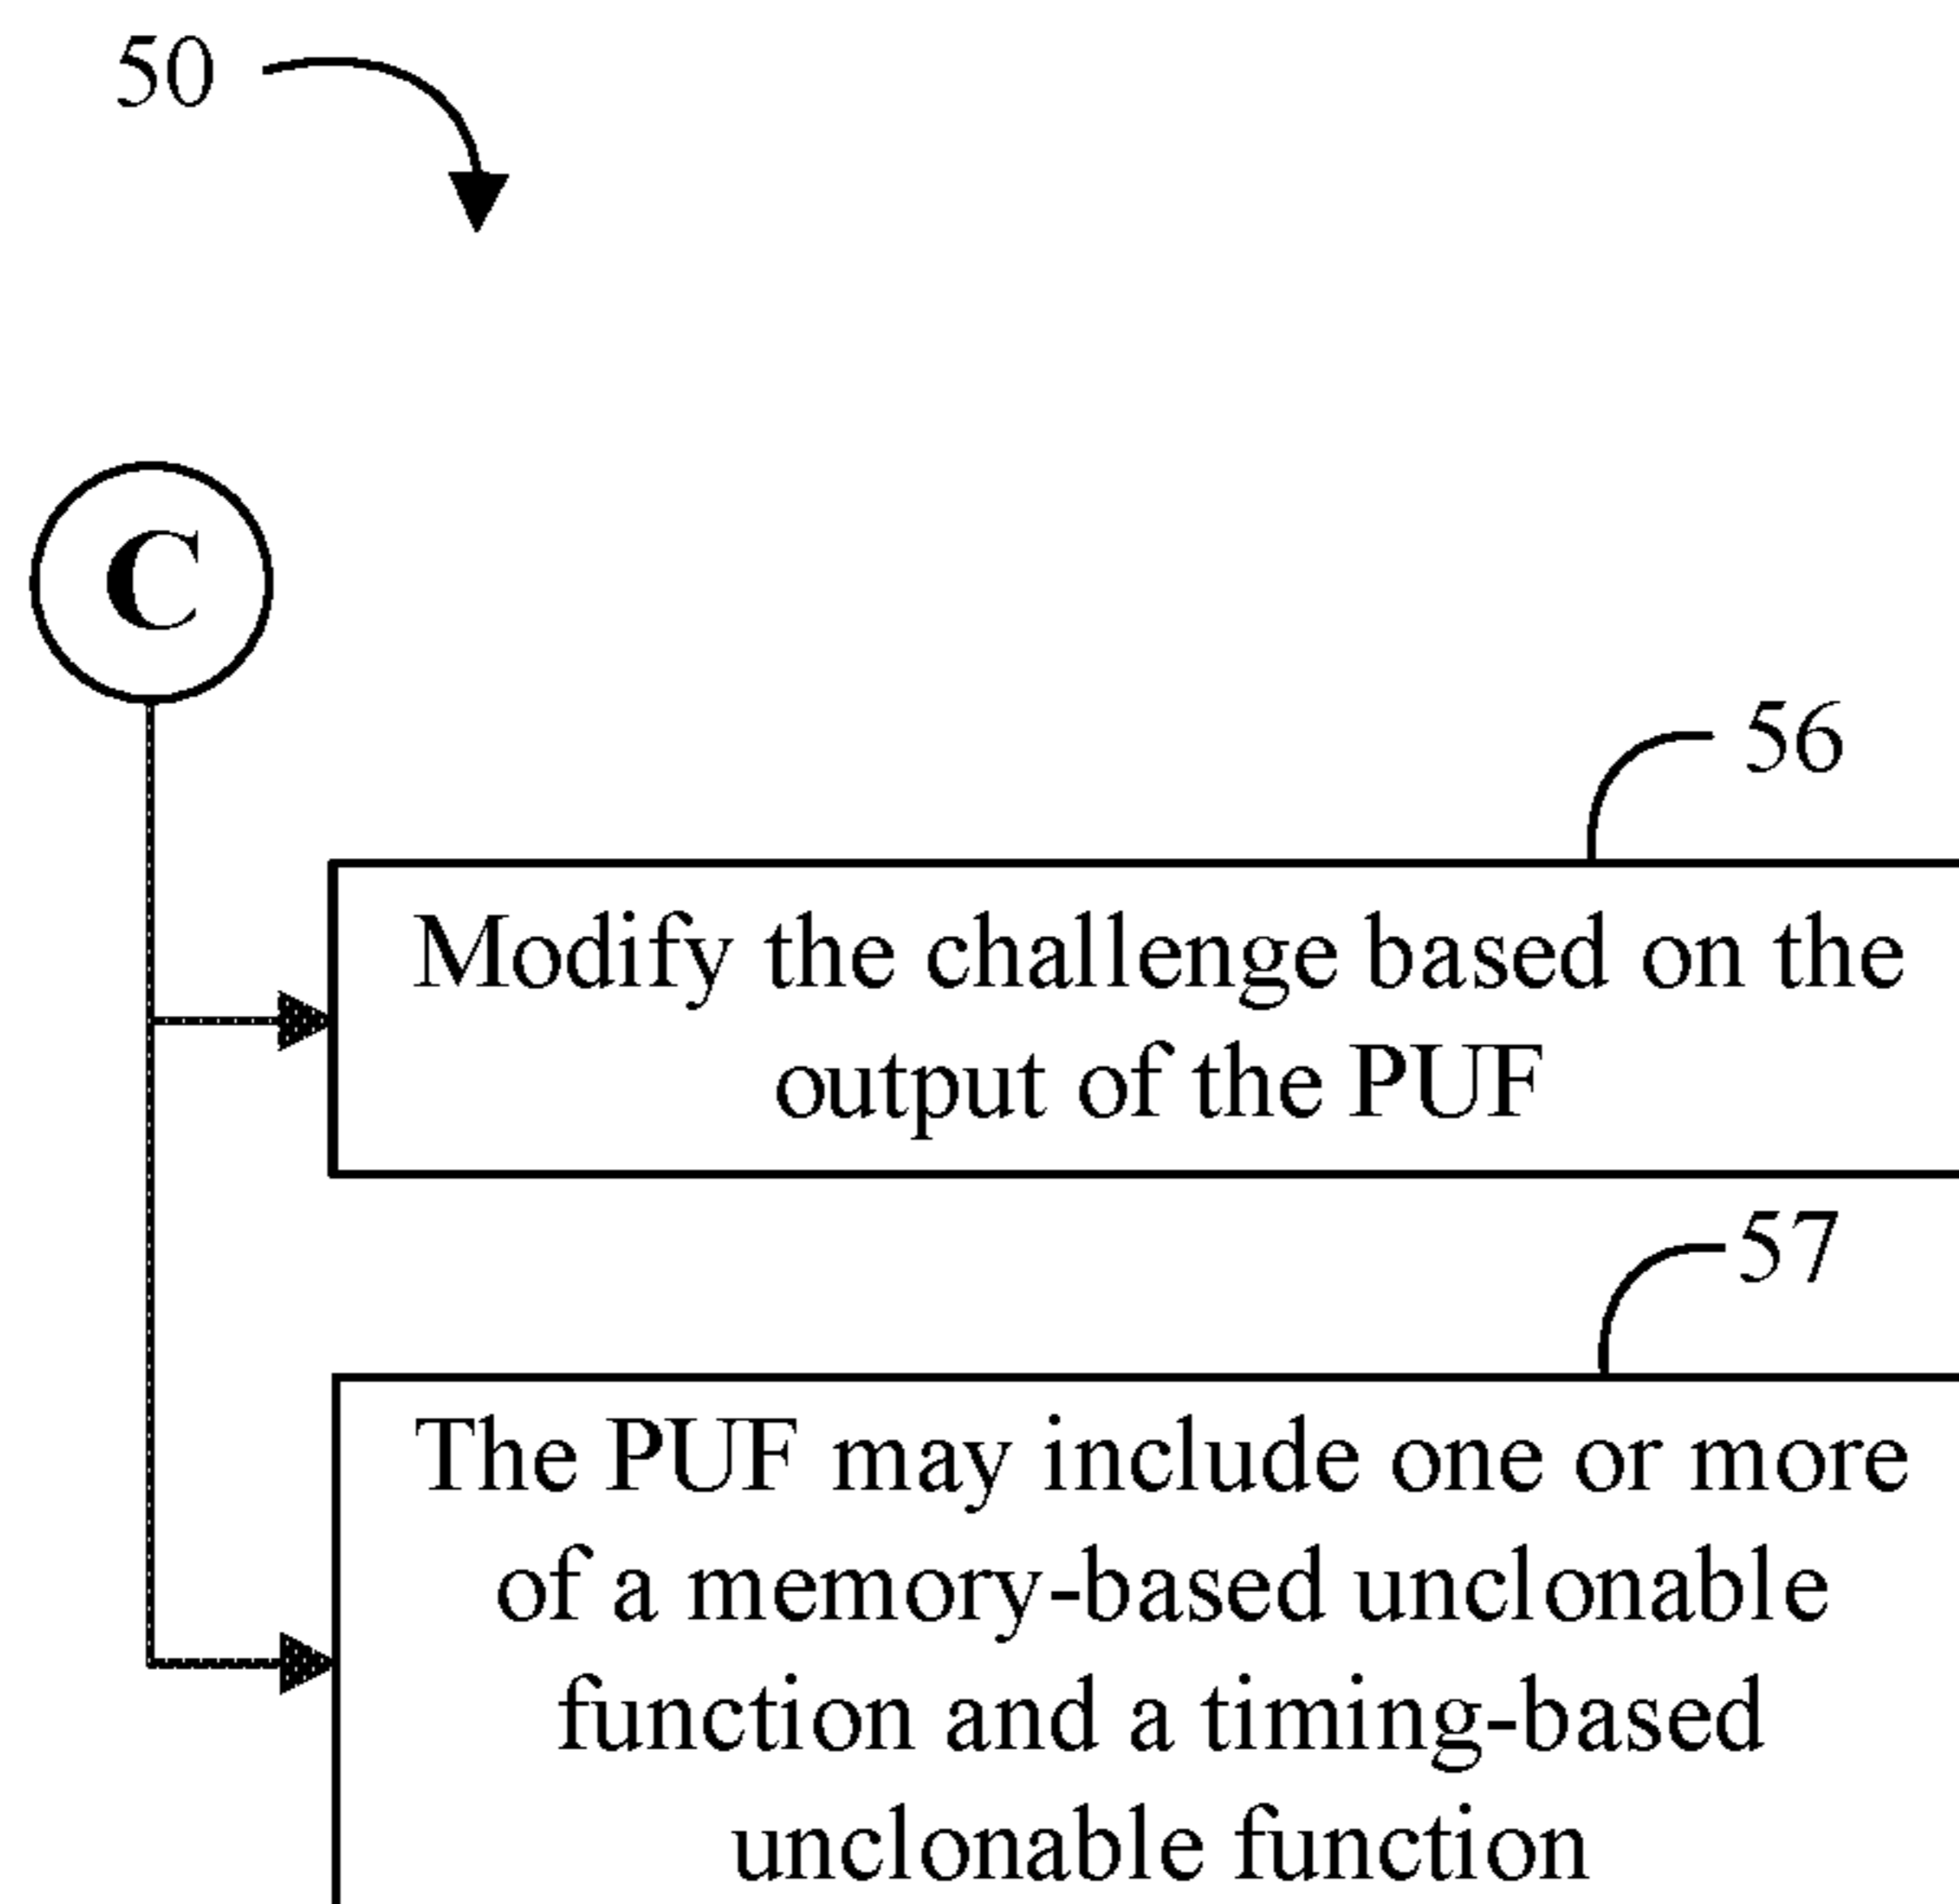 50
C
56
Modify the challenge based on the
output of the PUF
57
The PUF may include one or more
of a memory-based unclonable
function and a timing-based
unclonable function